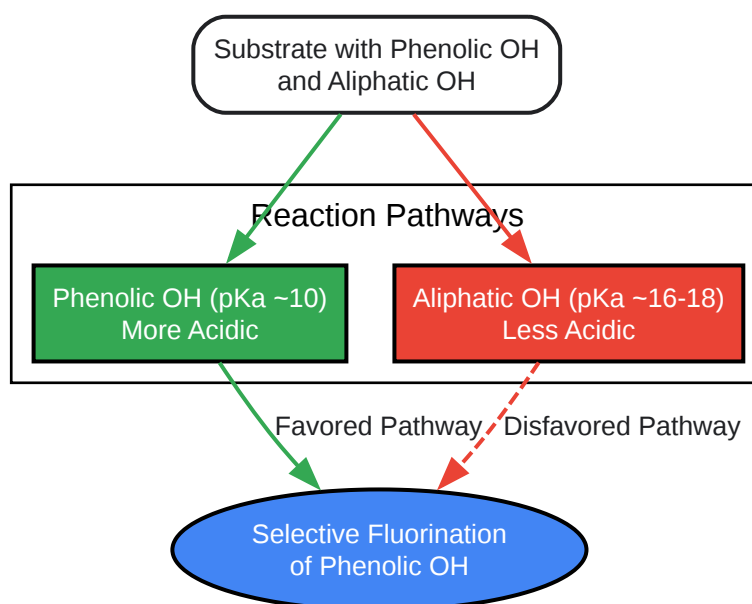 Substrate with Phenolic OH
and Aliphatic OH
Reaction Pathways
Phenolic OH (pKa ~10)
More Acidic
Aliphatic OH (pKa ~16-18)
Less Acidic
Favored Pathway
Disfavored Pathway
Selective Fluorination
of Phenolic OH